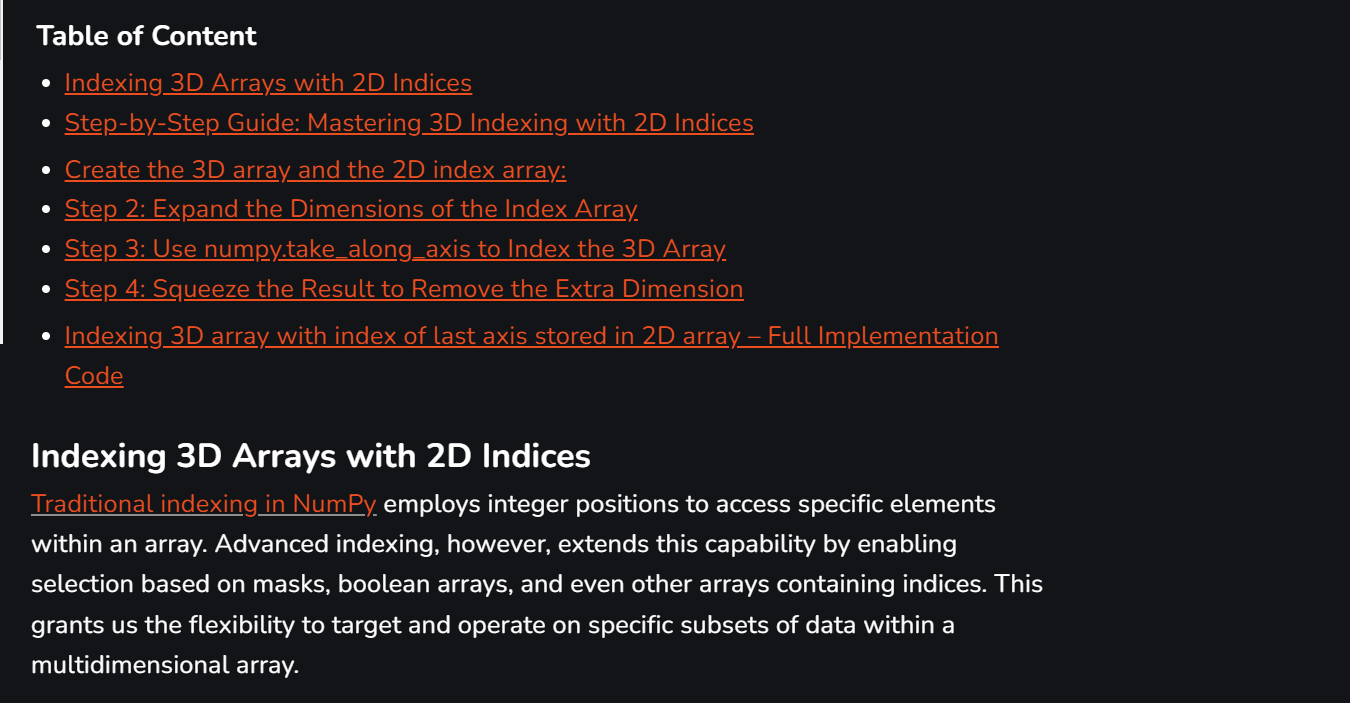 Table of Content
Indexing 3D Arrays with 2D Indices
Step-by-Step Guide: Mastering 3D Indexing with 2D Indices
Create the 3D array and the 2D index array:
Step 2: Expand the Dimensions of the Index Array
Step 3: Use numpy.take_along_axis to Index the 3D Array
Step 4: Squeeze the Result to Remove the Extra Dimension
Indexing 3D array with index of last axis stored in 2D array – Full Implementation
Code
Indexing 3D Arrays with 2D Indices
Traditional indexing in NumPy employs integer positions to access specific elements
within an array. Advanced indexing, however, extends this capability by enabling
selection based on masks, boolean arrays, and even other arrays containing indices. This
grants us the flexibility to target and operate on specific subsets of data within a
multidimensional array.